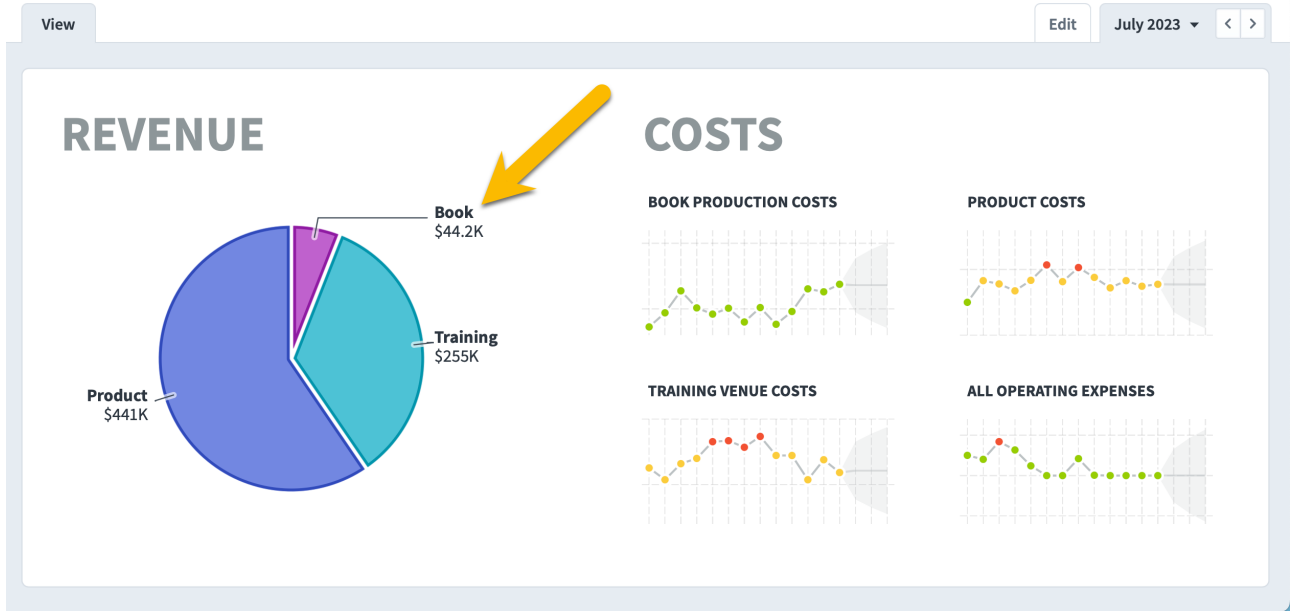 View
Edit
July 2023
REVENUE
Book
$44.2K
Training
$255K
Product
$441K
COSTS
BOOK PRODUCTION COSTS
PRODUCT COSTS
TRAINING VENUE COSTS
ALL OPERATING EXPENSES